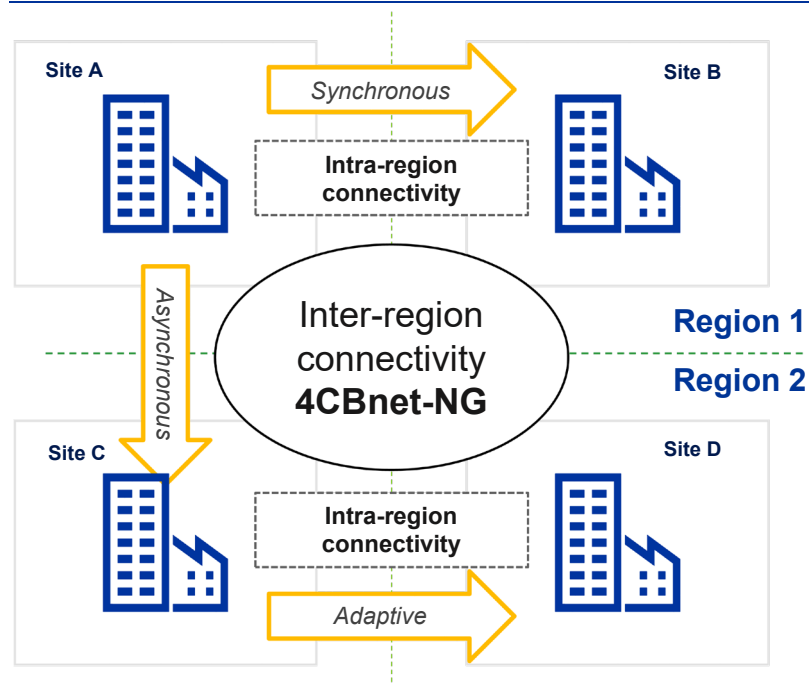 Site A
Synchronous
Site B
Intra-region
connectivity
Asynchronous
Inter-region
connectivity
4CBnet-NG
Region 1
Region 2
Site C
Site D
Intra-region
connectivity
Adaptive